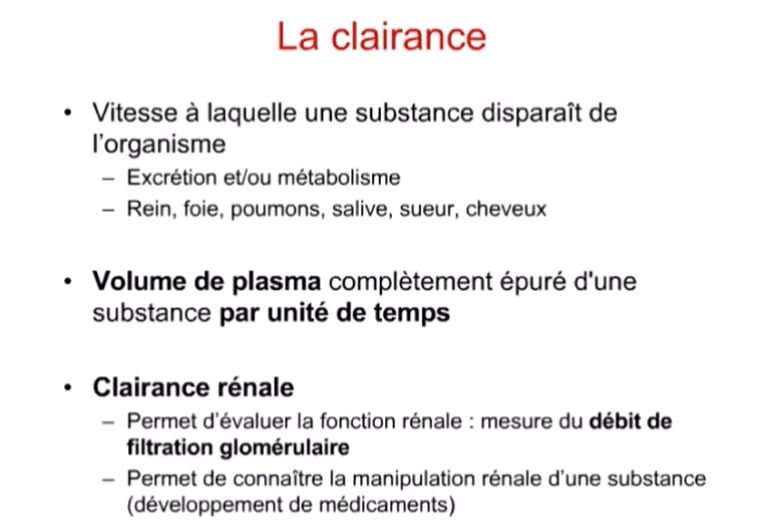 La clairance
• Vitesse à laquelle une substance disparaît de
l'organisme
– Excrétion et/ou métabolisme
– Rein, foie, poumons, salive, sueur, cheveux
• Volume de plasma complètement épuré d'une
substance par unité de temps
• Clairance rénale
– Permet d'évaluer la fonction rénale : mesure du débit de
filtration glomérulaire
– Permet de connaître la manipulation rénale d'une substance
(développement de médicaments)